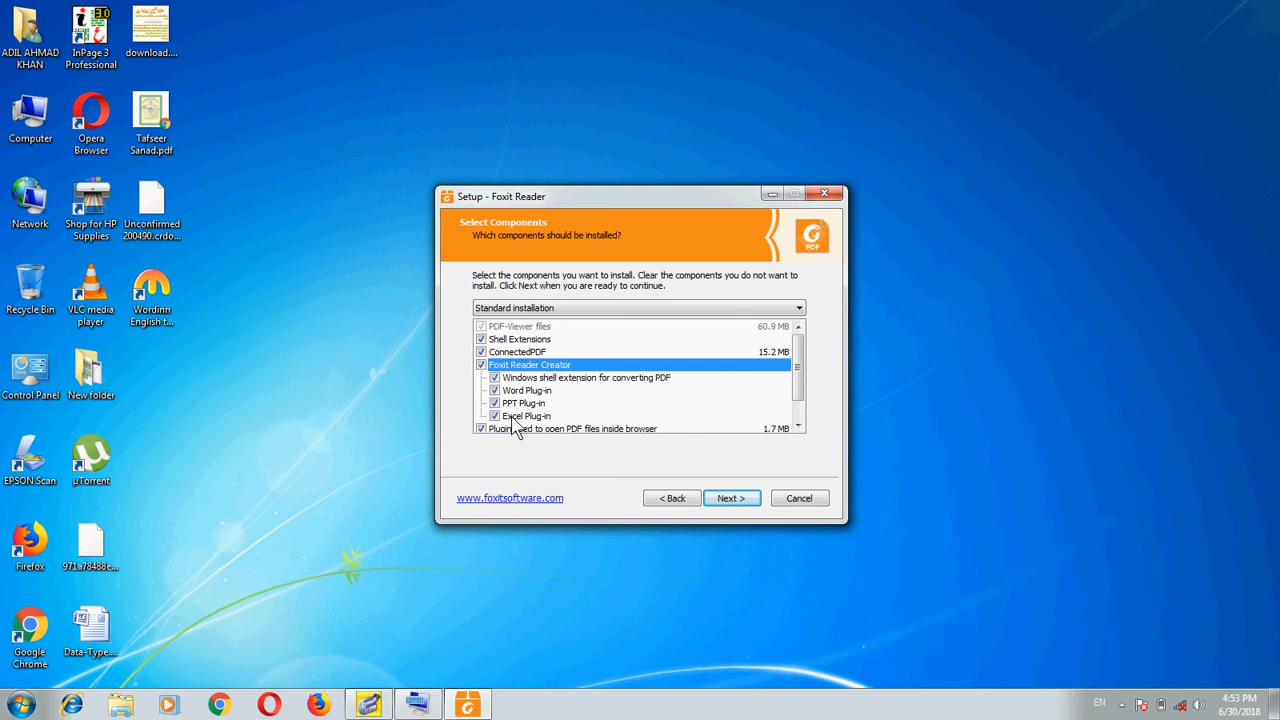 ADIL AHMAD
KHAN
InPage 3
Professional
download....
Computer
Opera
Browser
Tafseer
Sanad.pdf
Network
Shop for HP
Supplies
Unconfirmed
200490.crdo...
Recycle Bin
VLC media
player
Wordinn
English t...
Control Panel
New folder
EPSON Scan
µTorrent
Firefox
971a78488e...
Google
Chrome
Data-Type....
Setup - Foxit Reader
Select Components
Which components should be installed?
PDF
Select the components you want to install. Clear the components you do not want to
install. Click Next when you are ready to continue.
Standard installation
PDF-Viewer files 60.9 MB
Shell Extensions
ConnectedPDF 15.2 MB
Foxit Reader Creator
Windows shell extension for converting PDF
Word Plug-in
PPT Plug-in
Excel Plug-in
to open PDF files inside browser 1.7 MB
www.foxitsoftware.com
< Back
Next >
Cancel
EN
4:53 PM
6/30/2018